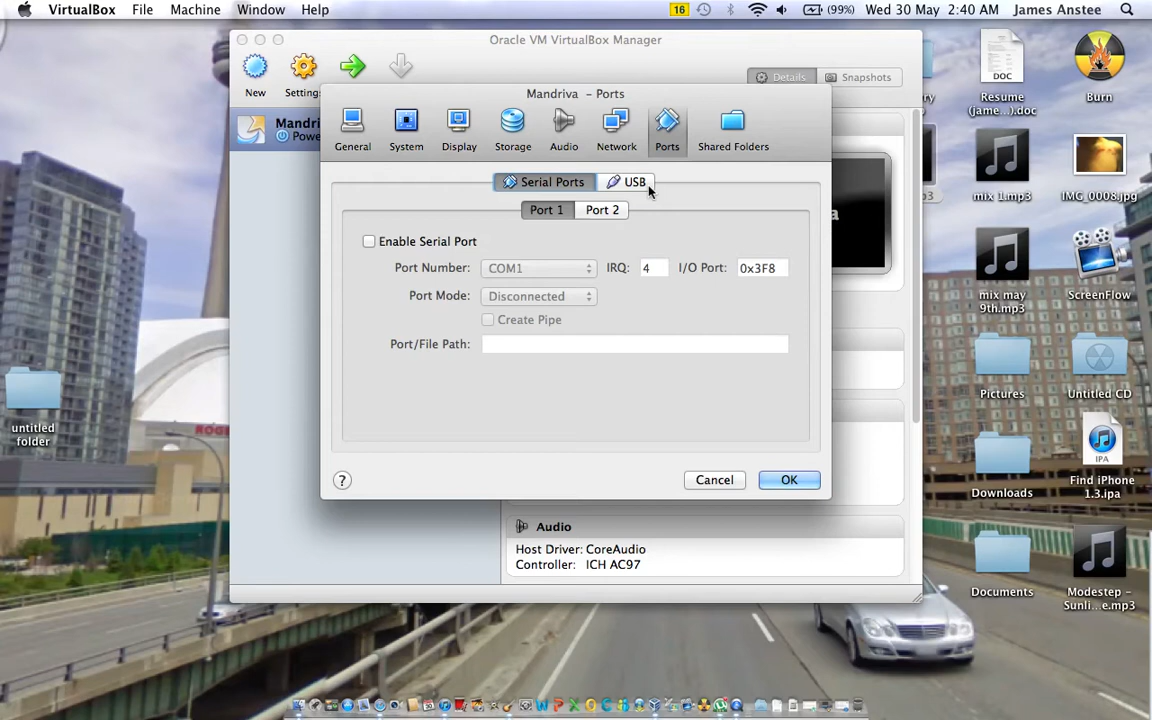 VirtualBox File Machine Window Help 16 (99%) Wed 30 May 2:40 AM James Anstee
Oracle VM VirtualBox Manager
New
Details
Snapshots
Mandriva - Ports
General
System
Display
Storage
Audio
Network
Ports
Shared Folders
Serial Ports
USB
Port 1
Port 2
Enable Serial Port
Port Number: COM1 IRQ: 4 I/O Port: 0x3F8
Port Mode: Disconnected
Create Pipe
Port/File Path:
? Cancel OK
Audio
Host Driver: CoreAudio
Controller: ICH AC97
untitled
folder
DOC
Resume
(...).doc
Burn
mix 1.mp3
IMG_0008.jpg
mix may
9th.mp3
ScreenFlow
Pictures
Untitled CD
IPA
Downloads
Find iPhone
1.3.ipa
Documents
Modestep -
Sunli...e.mp3